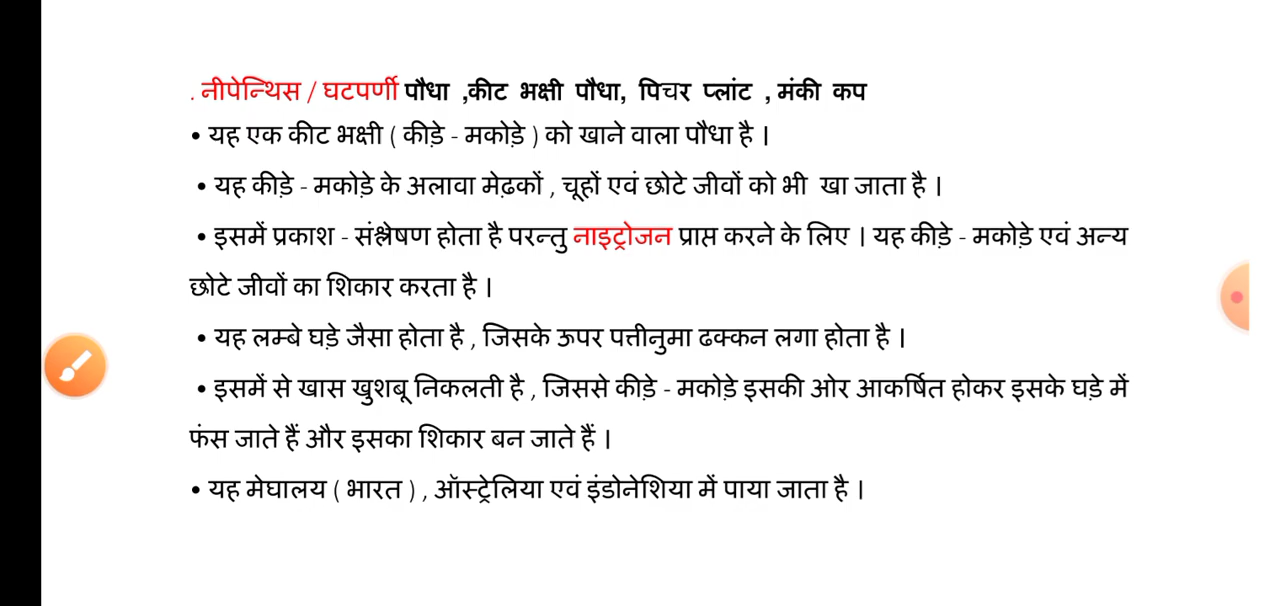 . नीपेन्थिस / घटपर्णी पौधा ,कीट भक्षी पौधा, पिचर प्लांट , मंकी कप
• यह एक कीट भक्षी ( कीड़े - मकोड़े ) को खाने वाला पौधा है ।
• यह कीड़े - मकोड़े के अलावा मेढ़कों , चूहों एवं छोटे जीवों को भी खा जाता है ।
• इसमें प्रकाश - संश्लेषण होता है परन्तु नाइट्रोजन प्राप्त करने के लिए । यह कीड़े - मकोड़े एवं अन्य
छोटे जीवों का शिकार करता है ।
• यह लम्बे घड़े जैसा होता है , जिसके ऊपर पत्तीनुमा ढक्कन लगा होता है ।
• इसमें से खास खुशबू निकलती है , जिससे कीड़े - मकोड़े इसकी ओर आकर्षित होकर इसके घड़े में
फंस जाते हैं और इसका शिकार बन जाते हैं ।
• यह मेघालय ( भारत ) , ऑस्ट्रेलिया एवं इंडोनेशिया में पाया जाता है ।